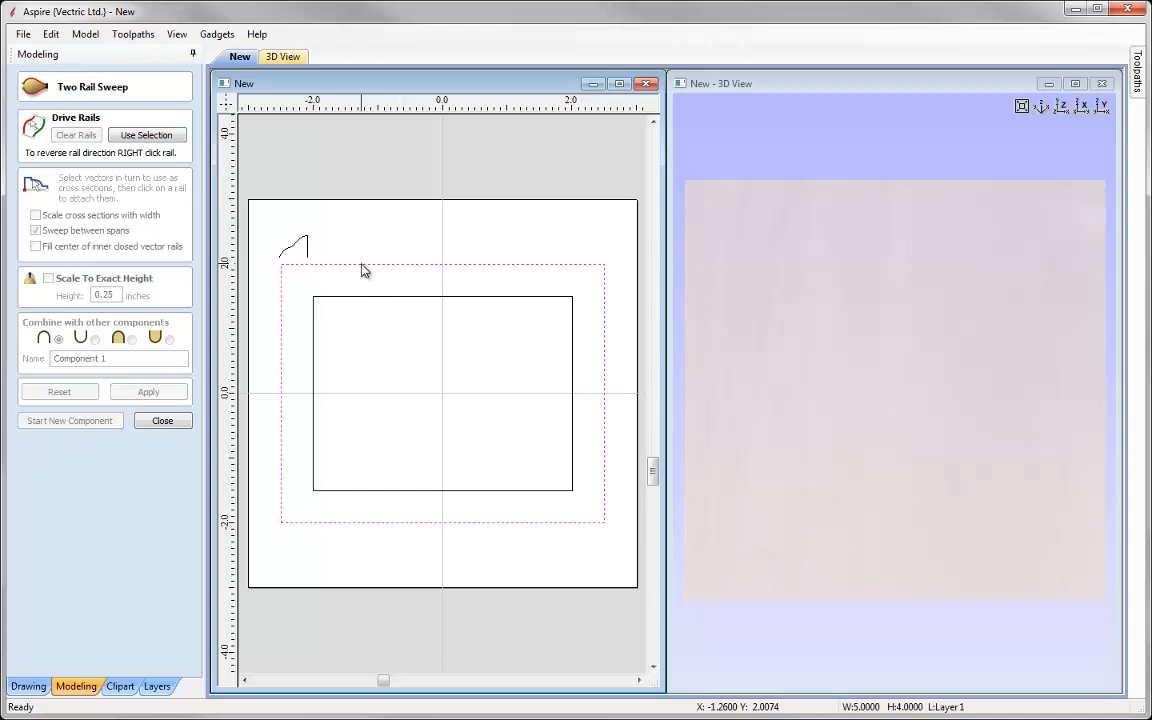 Aspire {Vectric Ltd.} - New
File Edit Model Toolpaths View Gadgets Help
Modeling
New 3D View
Toolpaths
Two Rail Sweep
Drive Rails
Clear Rails Use Selection
To reverse rail direction RIGHT click rail.
Select vectors in turn to use as
cross sections, then click on a rail
to attach them.
Scale cross sections with width
Sweep between spans
Fill center of inner closed vector rails
Scale To Exact Height
Height: 0.25 inches
Combine with other components
Name Component 1
Reset Apply
Start New Component Close
New
-2.0 0.0 2.0
4.0
2.0
0.0
-2.0
-4.0
New - 3D View
Z X Y
Drawing Modeling Clipart Layers
Ready X: -1.2600 Y: 2.0074 W:5.0000 H:4.0000 L:Layer 1